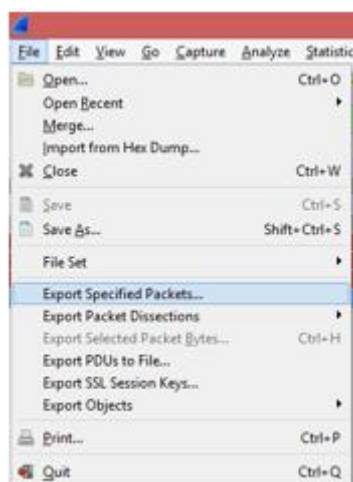 File Edit View Go Capture Analyze Statistic
Open... Ctrl+O
Open Recent
Merge...
Import from Hex Dump...
Close Ctrl+W
Save Ctrl+S
Save As... Shift+Ctrl+S
File Set
Export Specified Packets...
Export Packet Dissections
Export Selected Packet Bytes... Ctrl+H
Export PDUs to File...
Export SSL Session Keys...
Export Objects
Print... Ctrl+P
Quit Ctrl+Q